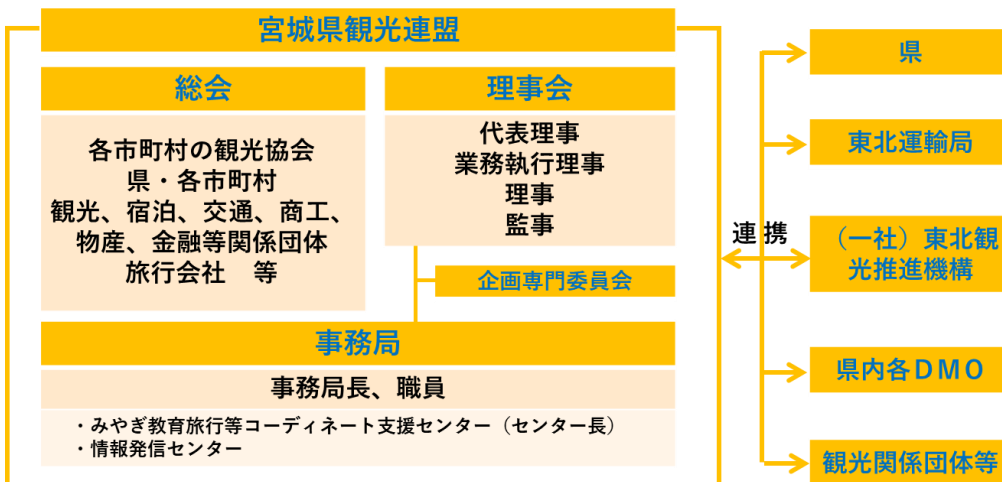 宮城県観光連盟
総会
各市町村の観光協会
県・各市町村
観光、宿泊、交通、商工、
物産、金融等関係団体
旅行会社　等
理事会
代表理事
業務執行理事
理事
監事
企画専門委員会
事務局
事務局長、職員
・みやぎ教育旅行等コーディネート支援センター（センター長）
・情報発信センター
連携
県
東北運輸局
（一社）東北観
光推進機構
県内各ＤＭＯ
観光関係団体等